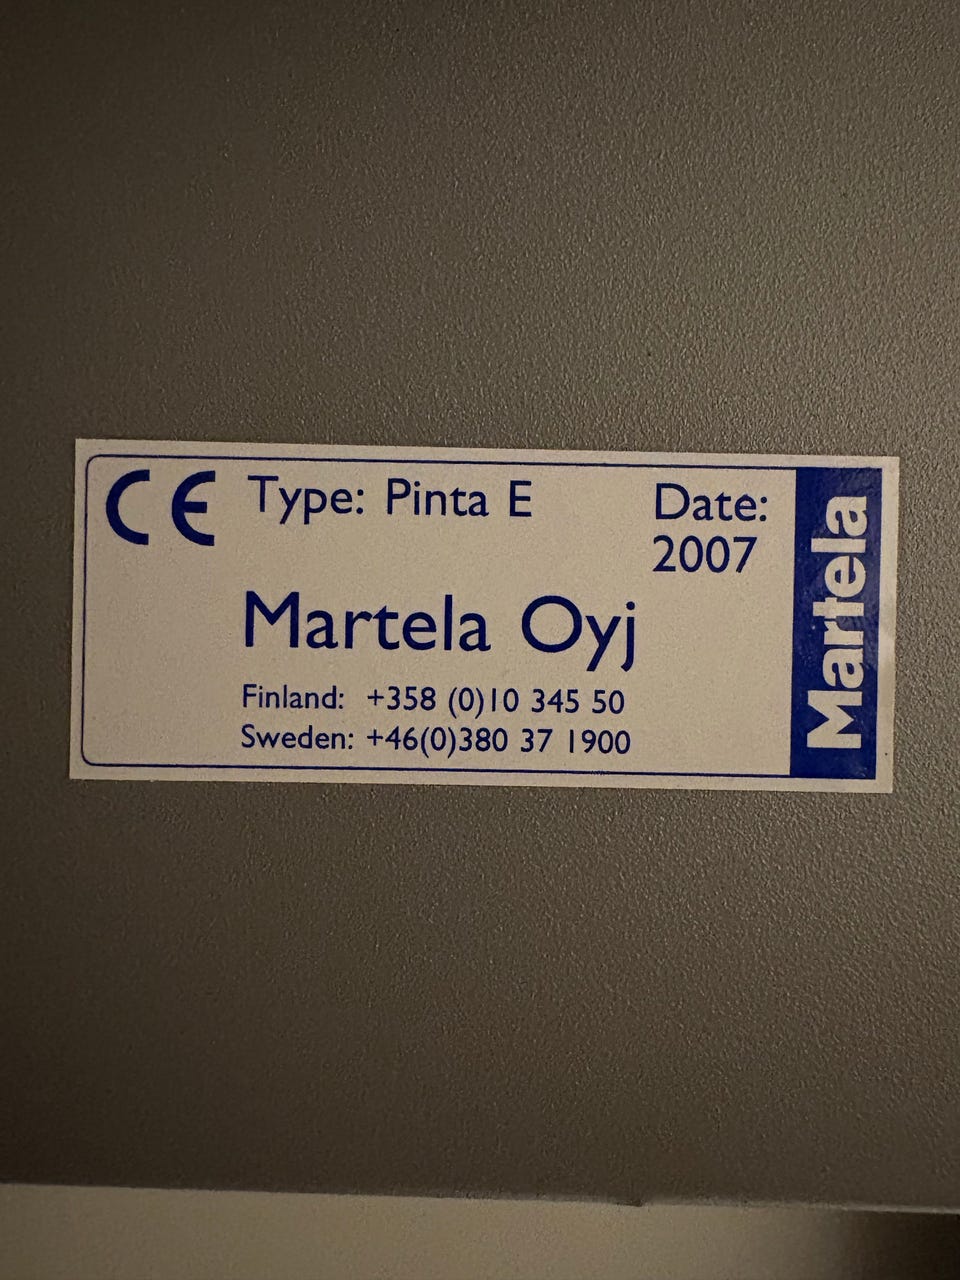 CE Type: Pinta E Date:
2007
Martela Oyj
Finland: +358 (0)10 345 50
Sweden: +46(0)380 37 1900
Martela